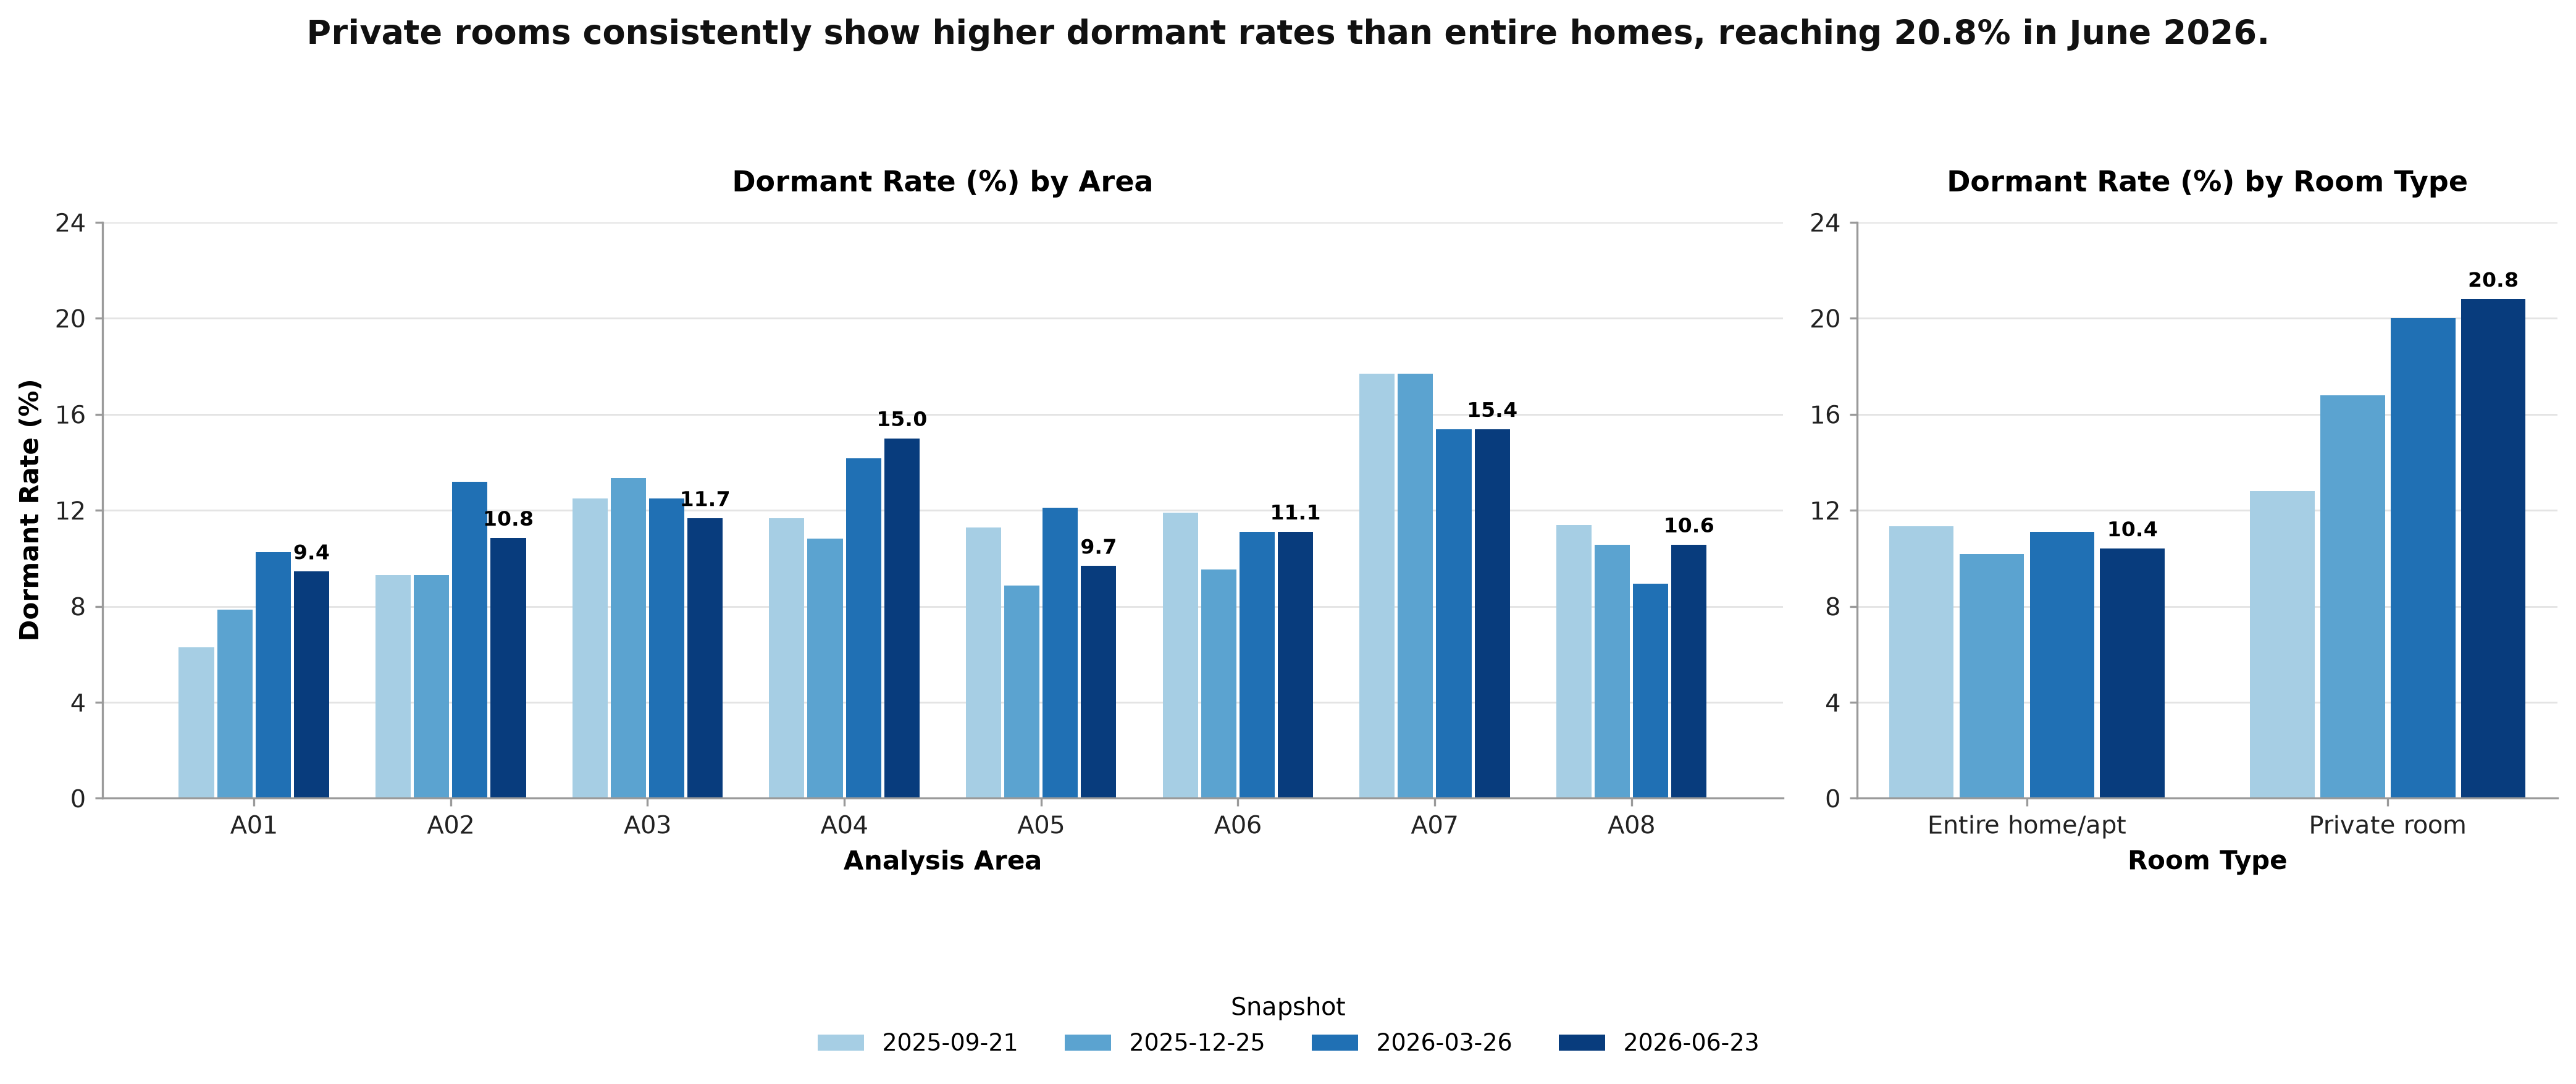 Private rooms consistently show higher dormant rates than entire homes, reaching 20.8% in June 2026.
Dormant Rate (%) by Area
Dormant Rate (%)
24
20
16
12
8
4
0
9.4
10.8
11.7
15.0
9.7
11.1
15.4
10.6
A01 A02 A03 A04 A05 A06 A07 A08
Analysis Area
Dormant Rate (%) by Room Type
24
20
16
12
8
4
0
10.4
20.8
Entire home/apt Private room
Room Type
Snapshot
2025-09-21 2025-12-25 2026-03-26 2026-06-23